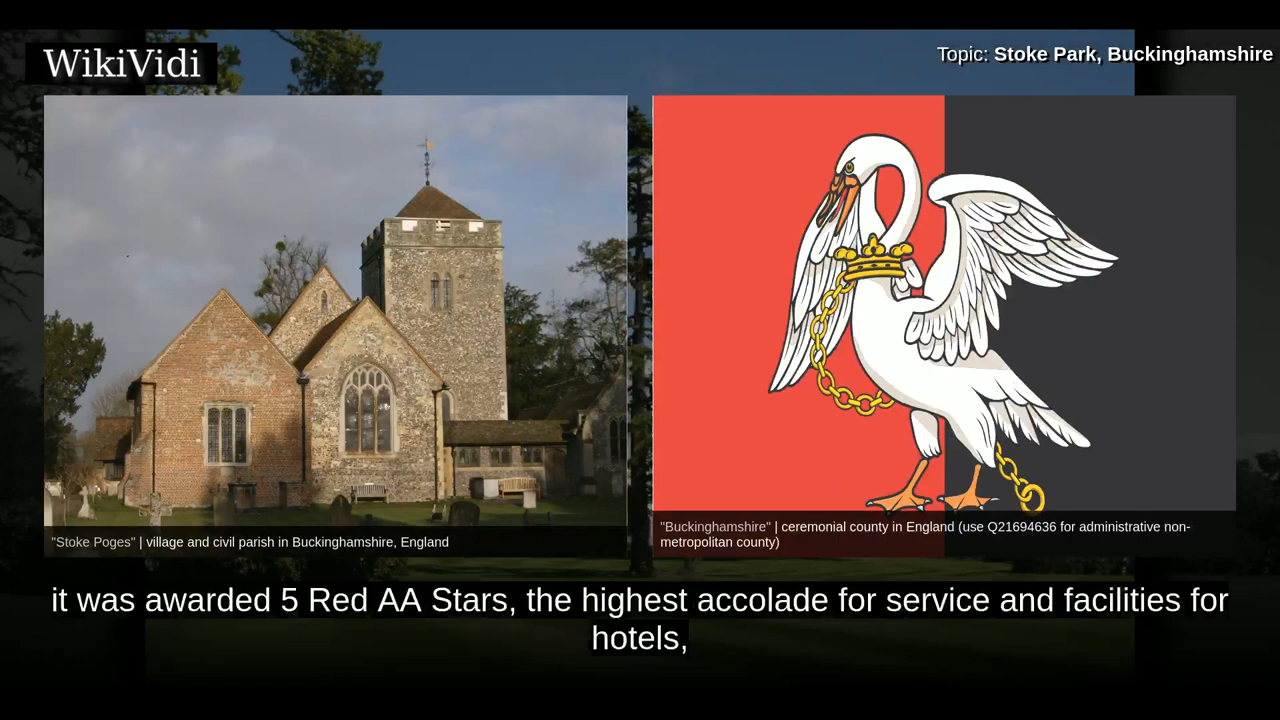 WikiVidi
Topic: Stoke Park, Buckinghamshire
"Stoke Poges" | village and civil parish in Buckinghamshire, England
"Buckinghamshire" | ceremonial county in England (use Q21694636 for administrative non-
metropolitan county)
it was awarded 5 Red AA Stars, the highest accolade for service and facilities for
hotels,